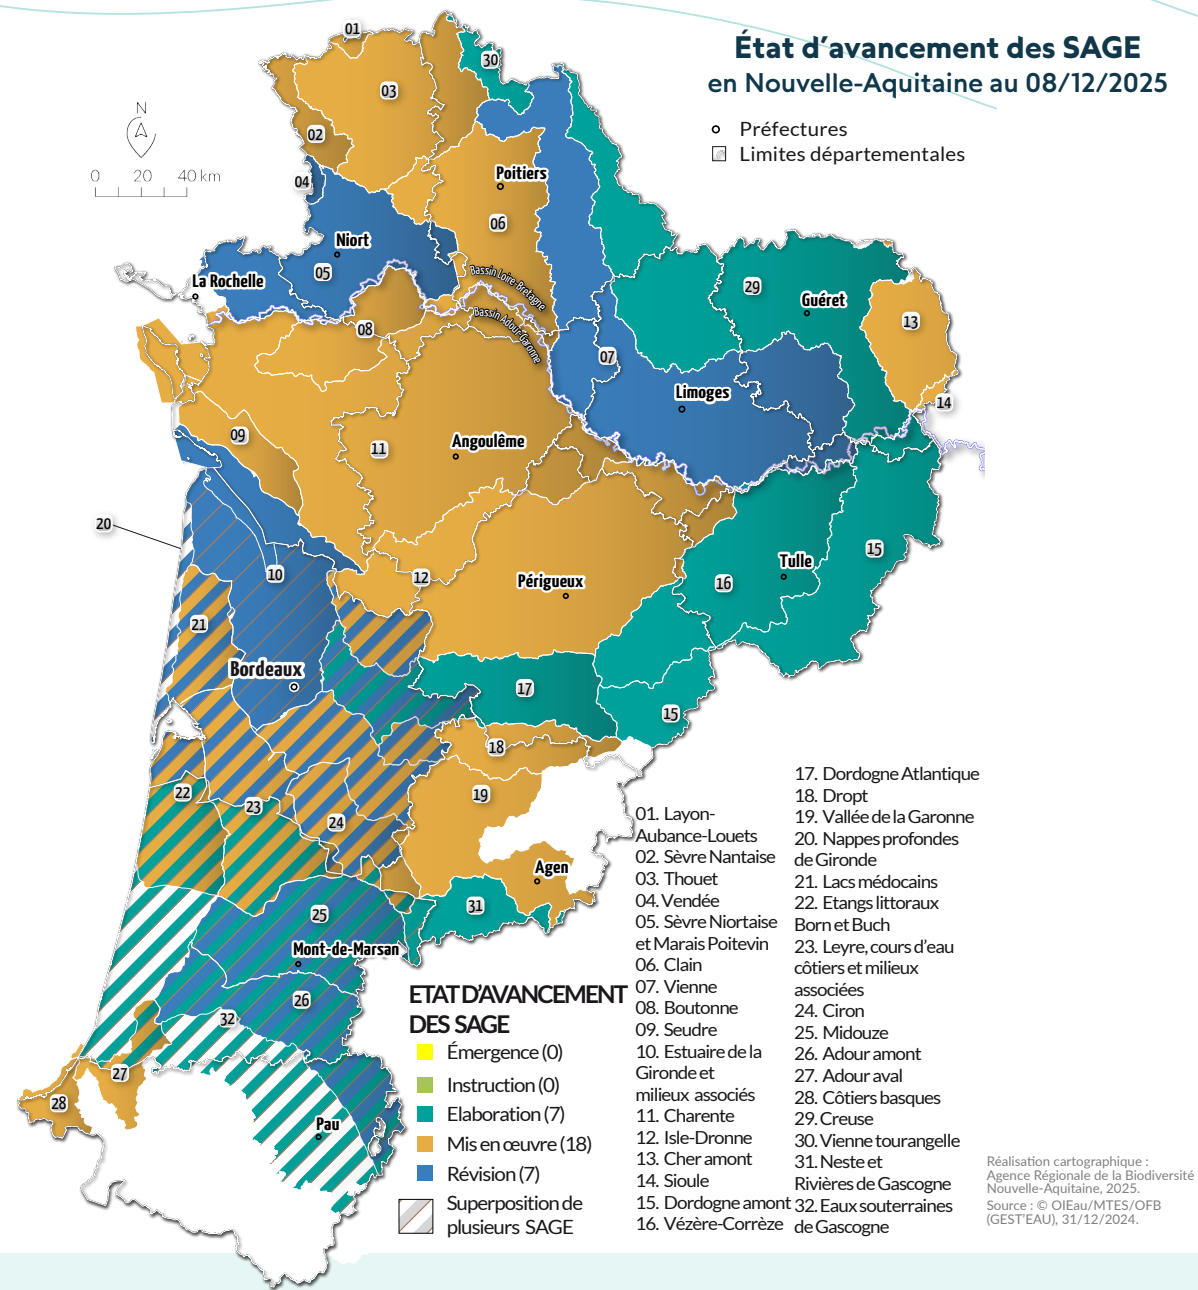 État d'avancement des SAGE
en Nouvelle-Aquitaine au 08/12/2025
Préfectures
Limites départementales
N
0 20 40 km
01
30
03
02
Poitiers
04
06
Niort
05
La Rochelle
Bassin Loire-Bretagne
Bassin Adour-Garonne
29
Guéret
08
13
07
Limoges
14
09
11
Angoulême
20
10
12
Périgueux
Tulle
15
16
21
Bordeaux
17
15
18
19
22
23
24
Agen
31
25
Mont-de-Marsan
26
32
27
28
Pau
ETAT D'AVANCEMENT
DES SAGE
Émergence (0)
Instruction (0)
Elaboration (7)
Mis en œuvre (18)
Révision (7)
Superposition de
plusieurs SAGE
01. Layon-
Aubance-Louets
02. Sèvre Nantaise
03. Thouet
04. Vendée
05. Sèvre Niortaise
et Marais Poitevin
06. Clain
07. Vienne
08. Boutonne
09. Seudre
10. Estuaire de la
Gironde et
milieux associés
11. Charente
12. Isle-Dronne
13. Cher amont
14. Sioule
15. Dordogne amont
16. Vézère-Corrèze
17. Dordogne Atlantique
18. Dropt
19. Vallée de la Garonne
20. Nappes profondes
de Gironde
21. Lacs médocains
22. Etangs littoraux
Born et Buch
23. Leyre, cours d'eau
côtiers et milieux
associées
24. Ciron
25. Midouze
26. Adour amont
27. Adour aval
28. Côtiers basques
29. Creuse
30. Vienne tourangelle
31. Neste et
Rivières de Gascogne
32. Eaux souterraines
de Gascogne
Réalisation cartographique :
Agence Régionale de la Biodiversité
Nouvelle-Aquitaine, 2025.
Source : © OIEau/MTES/OFB
(GEST'EAU), 31/12/2024.